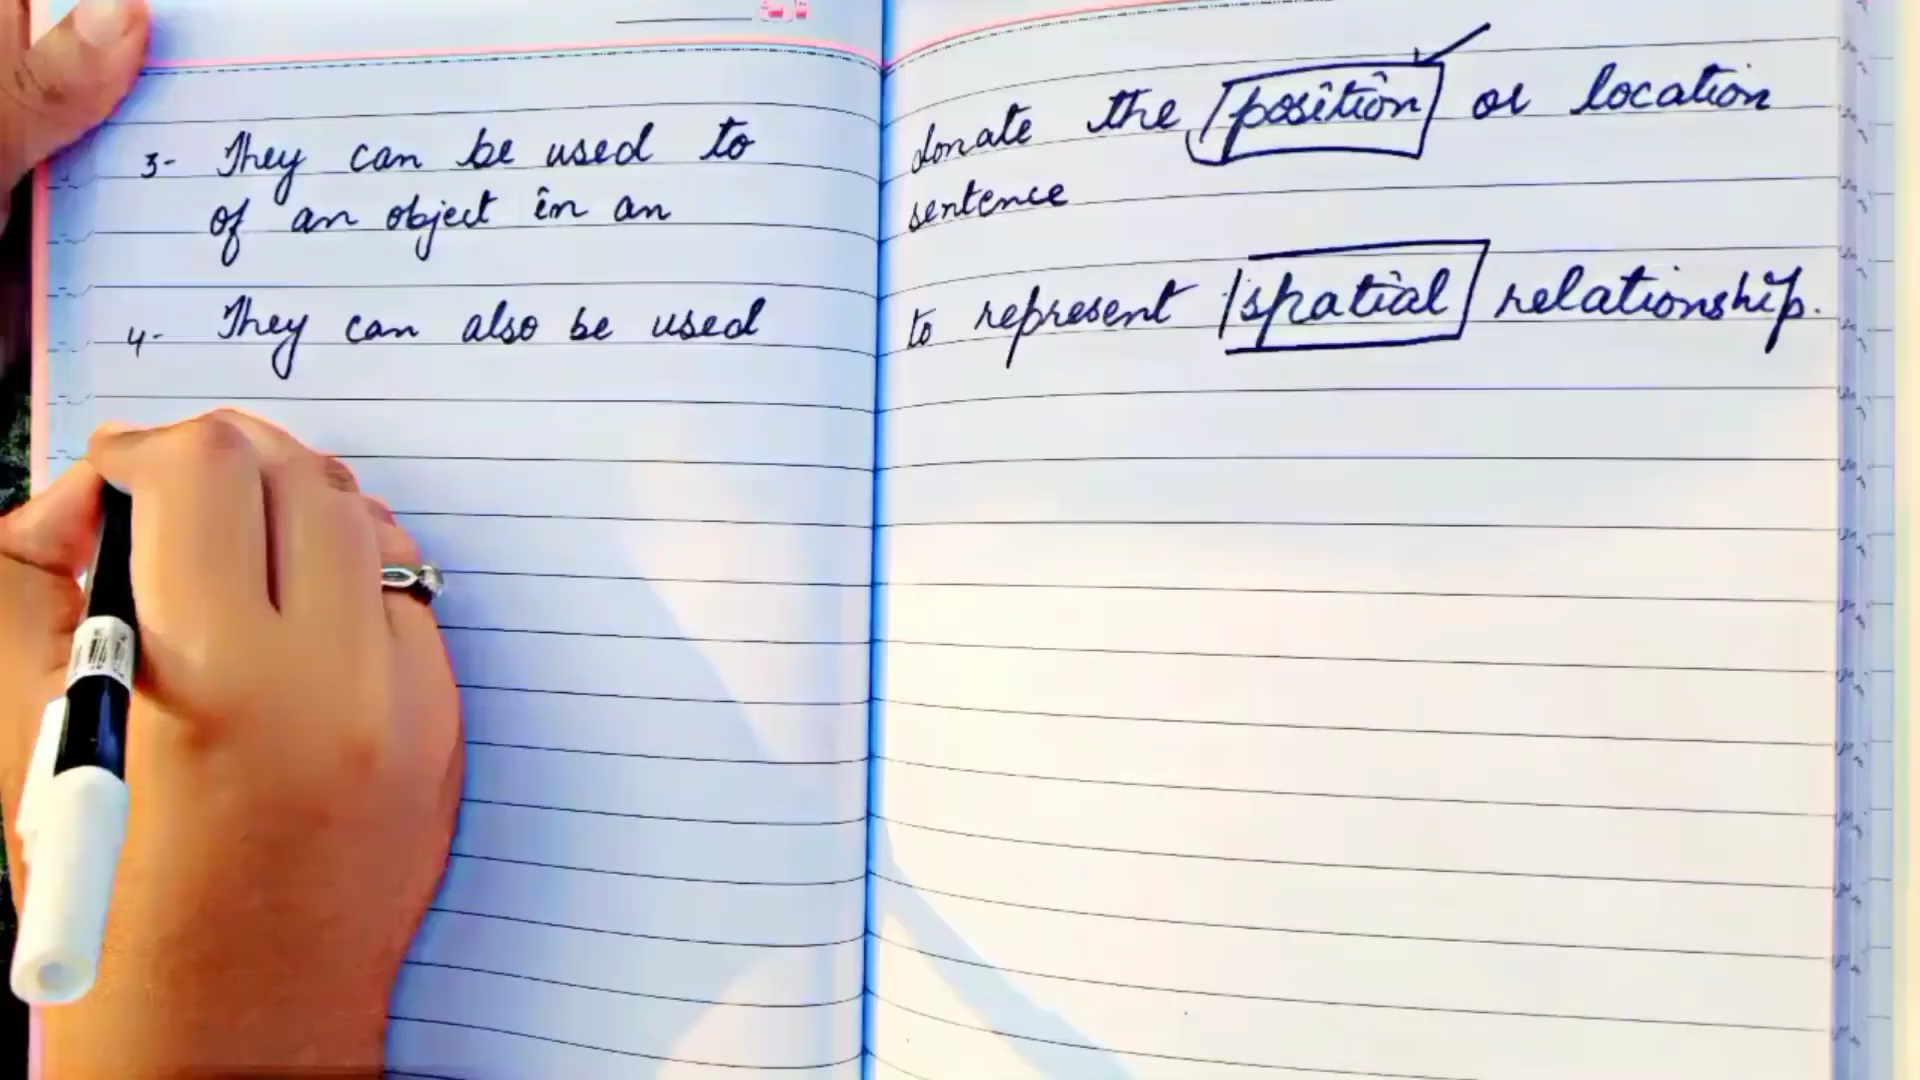 3- They can be used to donate the position or location
of an object in an sentence
4- They can also be used to represent spatial relationship.